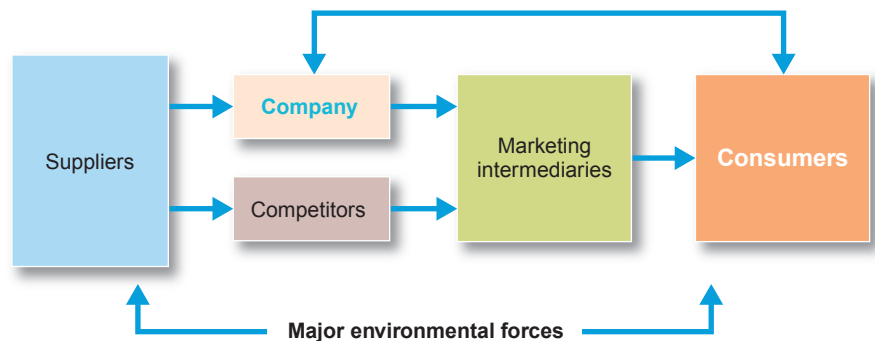 Suppliers
Company
Competitors
Marketing
intermediaries
Consumers
Major environmental forces